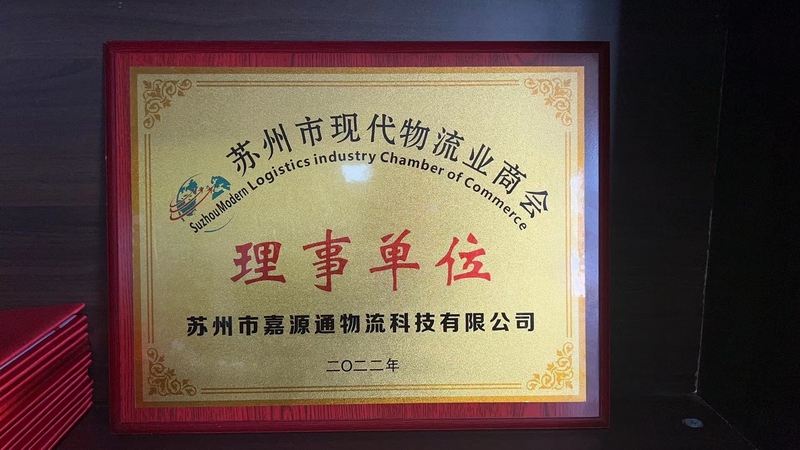 苏州市现代物流业商会
SuzhouModern Logistics industry Chamber of Commerce
理事单位
苏州市嘉源通物流科技有限公司
二〇二二年